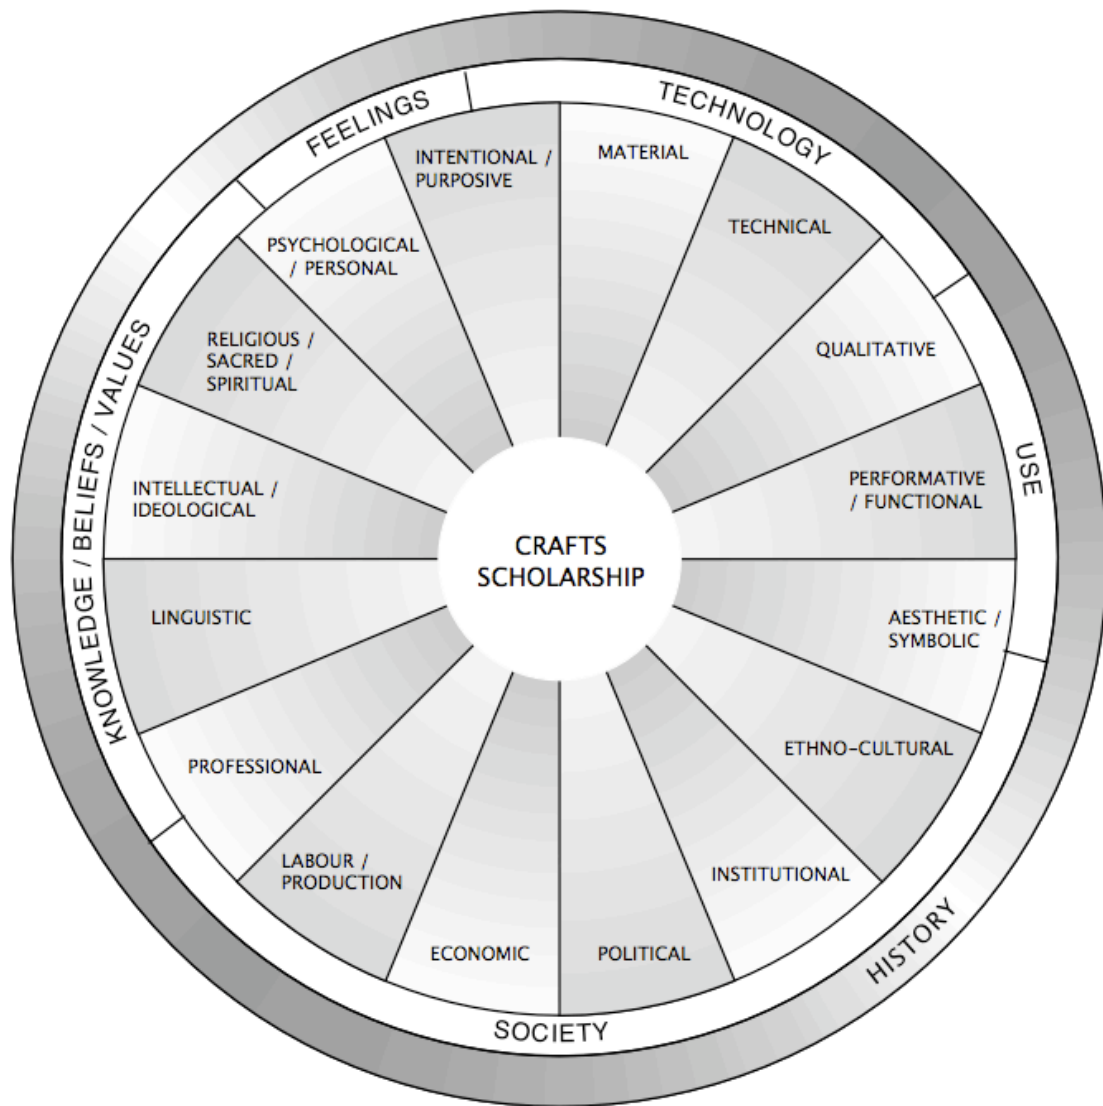 CRAFTS
SCHOLARSHIP
MATERIAL
TECHNICAL
QUALITATIVE
PERFORMATIVE
/ FUNCTIONAL
AESTHETIC /
SYMBOLIC
ETHNO-CULTURAL
INSTITUTIONAL
POLITICAL
ECONOMIC
LABOUR /
PRODUCTION
PROFESSIONAL
LINGUISTIC
INTELLECTUAL /
IDEOLOGICAL
RELIGIOUS /
SACRED /
SPIRITUAL
PSYCHOLOGICAL
/ PERSONAL
INTENTIONAL /
PURPOSIVE
TECHNOLOGY
USE
SOCIETY
KNOWLEDGE / BELIEFS / VALUES
FEELINGS
HISTORY